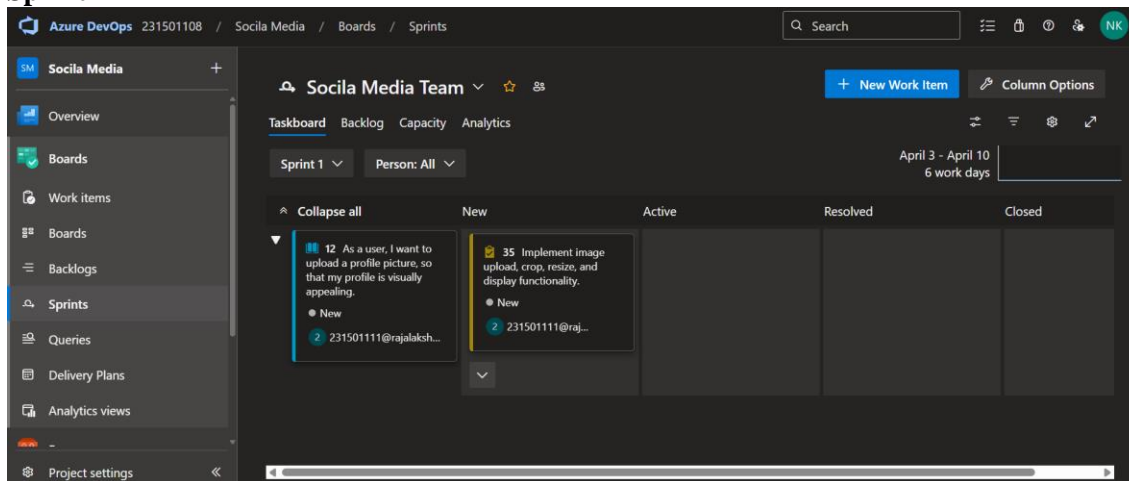 Azure DevOps 231501108 / Socila Media / Boards / Sprints
Search
NK
SM Socila Media +
Overview
Boards
Work items
Boards
Backlogs
Sprints
Queries
Delivery Plans
Analytics views
Project settings
Socila Media Team
+ New Work Item
Column Options
Taskboard Backlog Capacity Analytics
Sprint 1
Person: All
April 3 - April 10
6 work days
Collapse all New Active Resolved Closed
12 As a user, I want to
upload a profile picture, so
that my profile is visually
appealing.
New
2 231501111@rajalaksh...
35 Implement image
upload, crop, resize, and
display functionality.
New
2 231501111@raj...